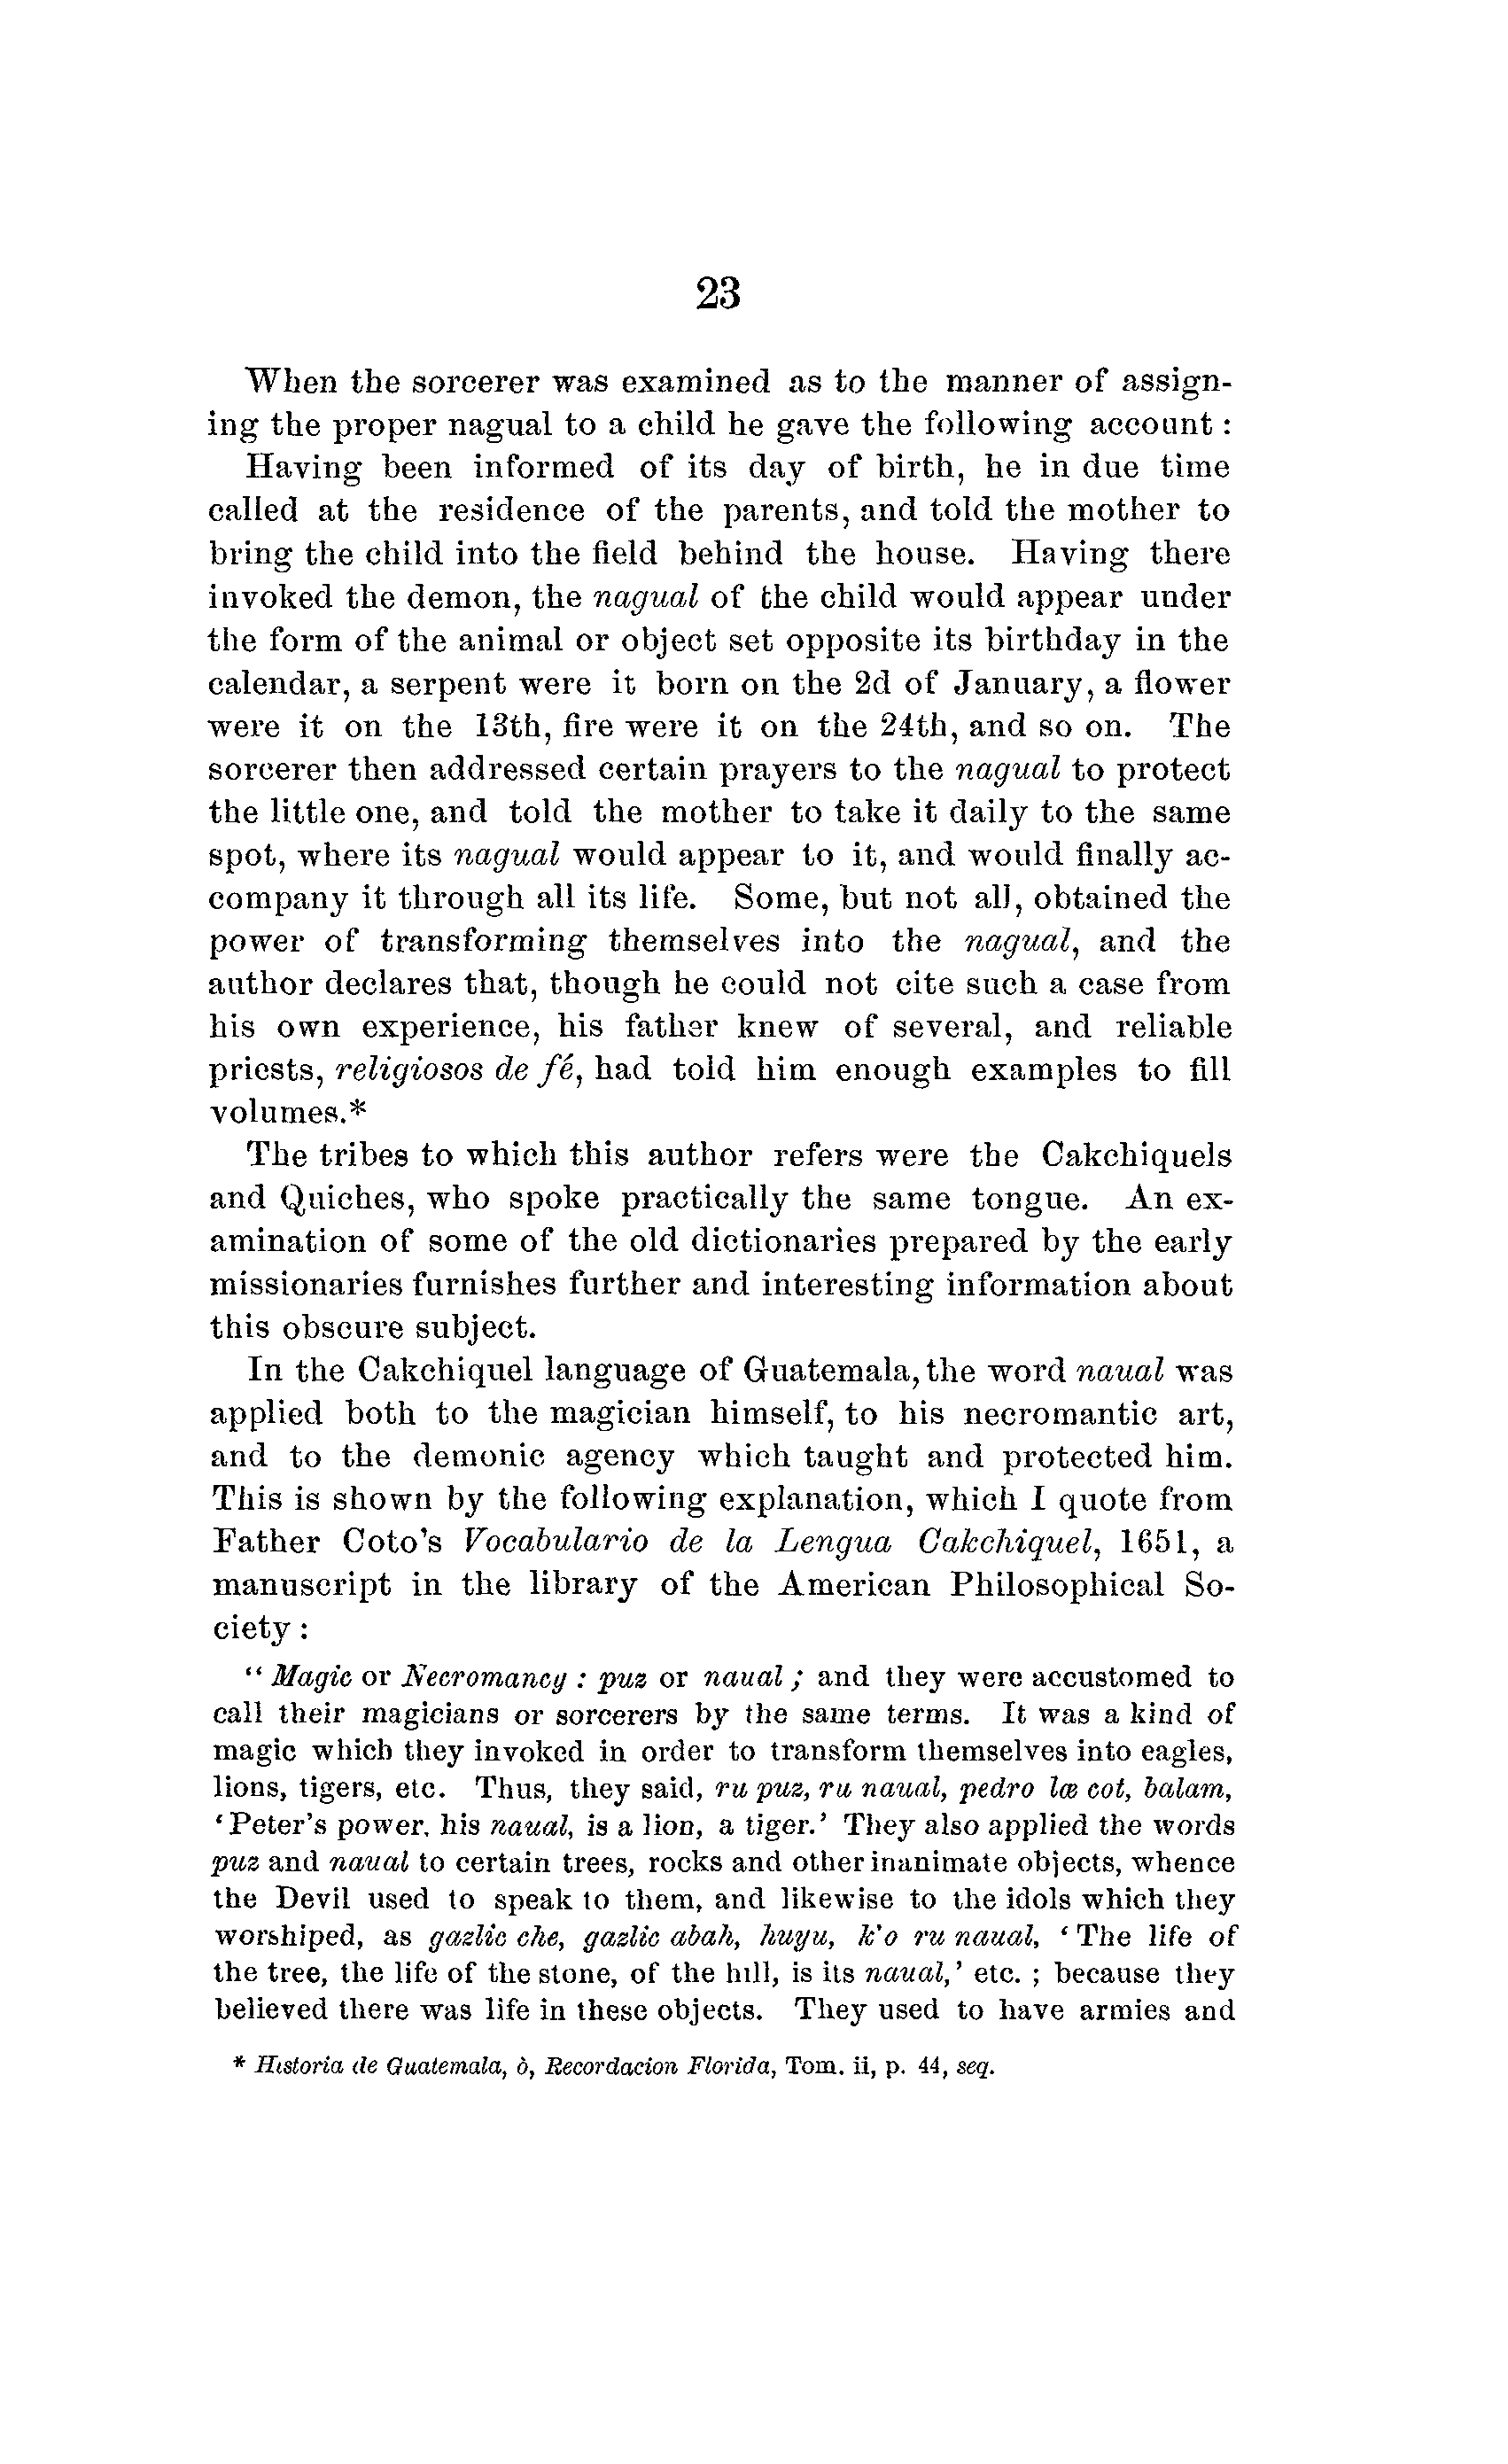 23
When the sorcerer was examined as to the manner of assign-
ing the proper nagual to a child he gave the following account :
Having been informed of its day of birth, he in due time
called at the residence of the parents, and told the mother to
bring the child into the field behind the house. Having there
invoked the demon, the nagual of the child would appear under
the form of the animal or object set opposite its birthday in the
calendar, a serpent were it born on the 2d of January, a flower
were it on the 13th, fire were it on the 24th, and so on. The
sorcerer then addressed certain prayers to the nagual to protect
the little one, and told the mother to take it daily to the same
spot, where its nagual would appear to it, and would finally ac-
company it through all its life. Some, but not all, obtained the
power of transforming themselves into the nagual, and the
author declares that, though he could not cite such a case from
his own experience, his father knew of several, and reliable
priests, religiosos de fé, had told him enough examples to fill
volumes.*
The tribes to which this author refers were the Cakchiquels
and Quiches, who spoke practically the same tongue. An ex-
amination of some of the old dictionaries prepared by the early
missionaries furnishes further and interesting information about
this obscure subject.
In the Cakchiquel language of Guatemala, the word naual was
applied both to the magician himself, to his necromantic art,
and to the demonic agency which taught and protected him.
This is shown by the following explanation, which I quote from
Father Coto's Vocabulario de la Lengua Cakchiquel, 1651, a
manuscript in the library of the American Philosophical So-
ciety :
“ Magic or Necromancy : puz or naual ; and they were accustomed to
call their magicians or sorcerers by the same terms. It was a kind of
magic which they invoked in order to transform themselves into eagles,
lions, tigers, etc. Thus, they said, ru puz, ru naual, pedro lœ cot, balam,
‘Peter's power, his naual, is a lion, a tiger.’ They also applied the words
puz and naual to certain trees, rocks and other inanimate objects, whence
the Devil used to speak to them, and likewise to the idols which they
worshiped, as gazlic che, gazlic abah, huyu, k'o ru naual, ‘The life of
the tree, the life of the stone, of the hill, is its naual,’ etc. ; because they
believed there was life in these objects. They used to have armies and
* Historia de Guatemala, ò, Recordacion Florida, Tom. ii, p. 44, seq.